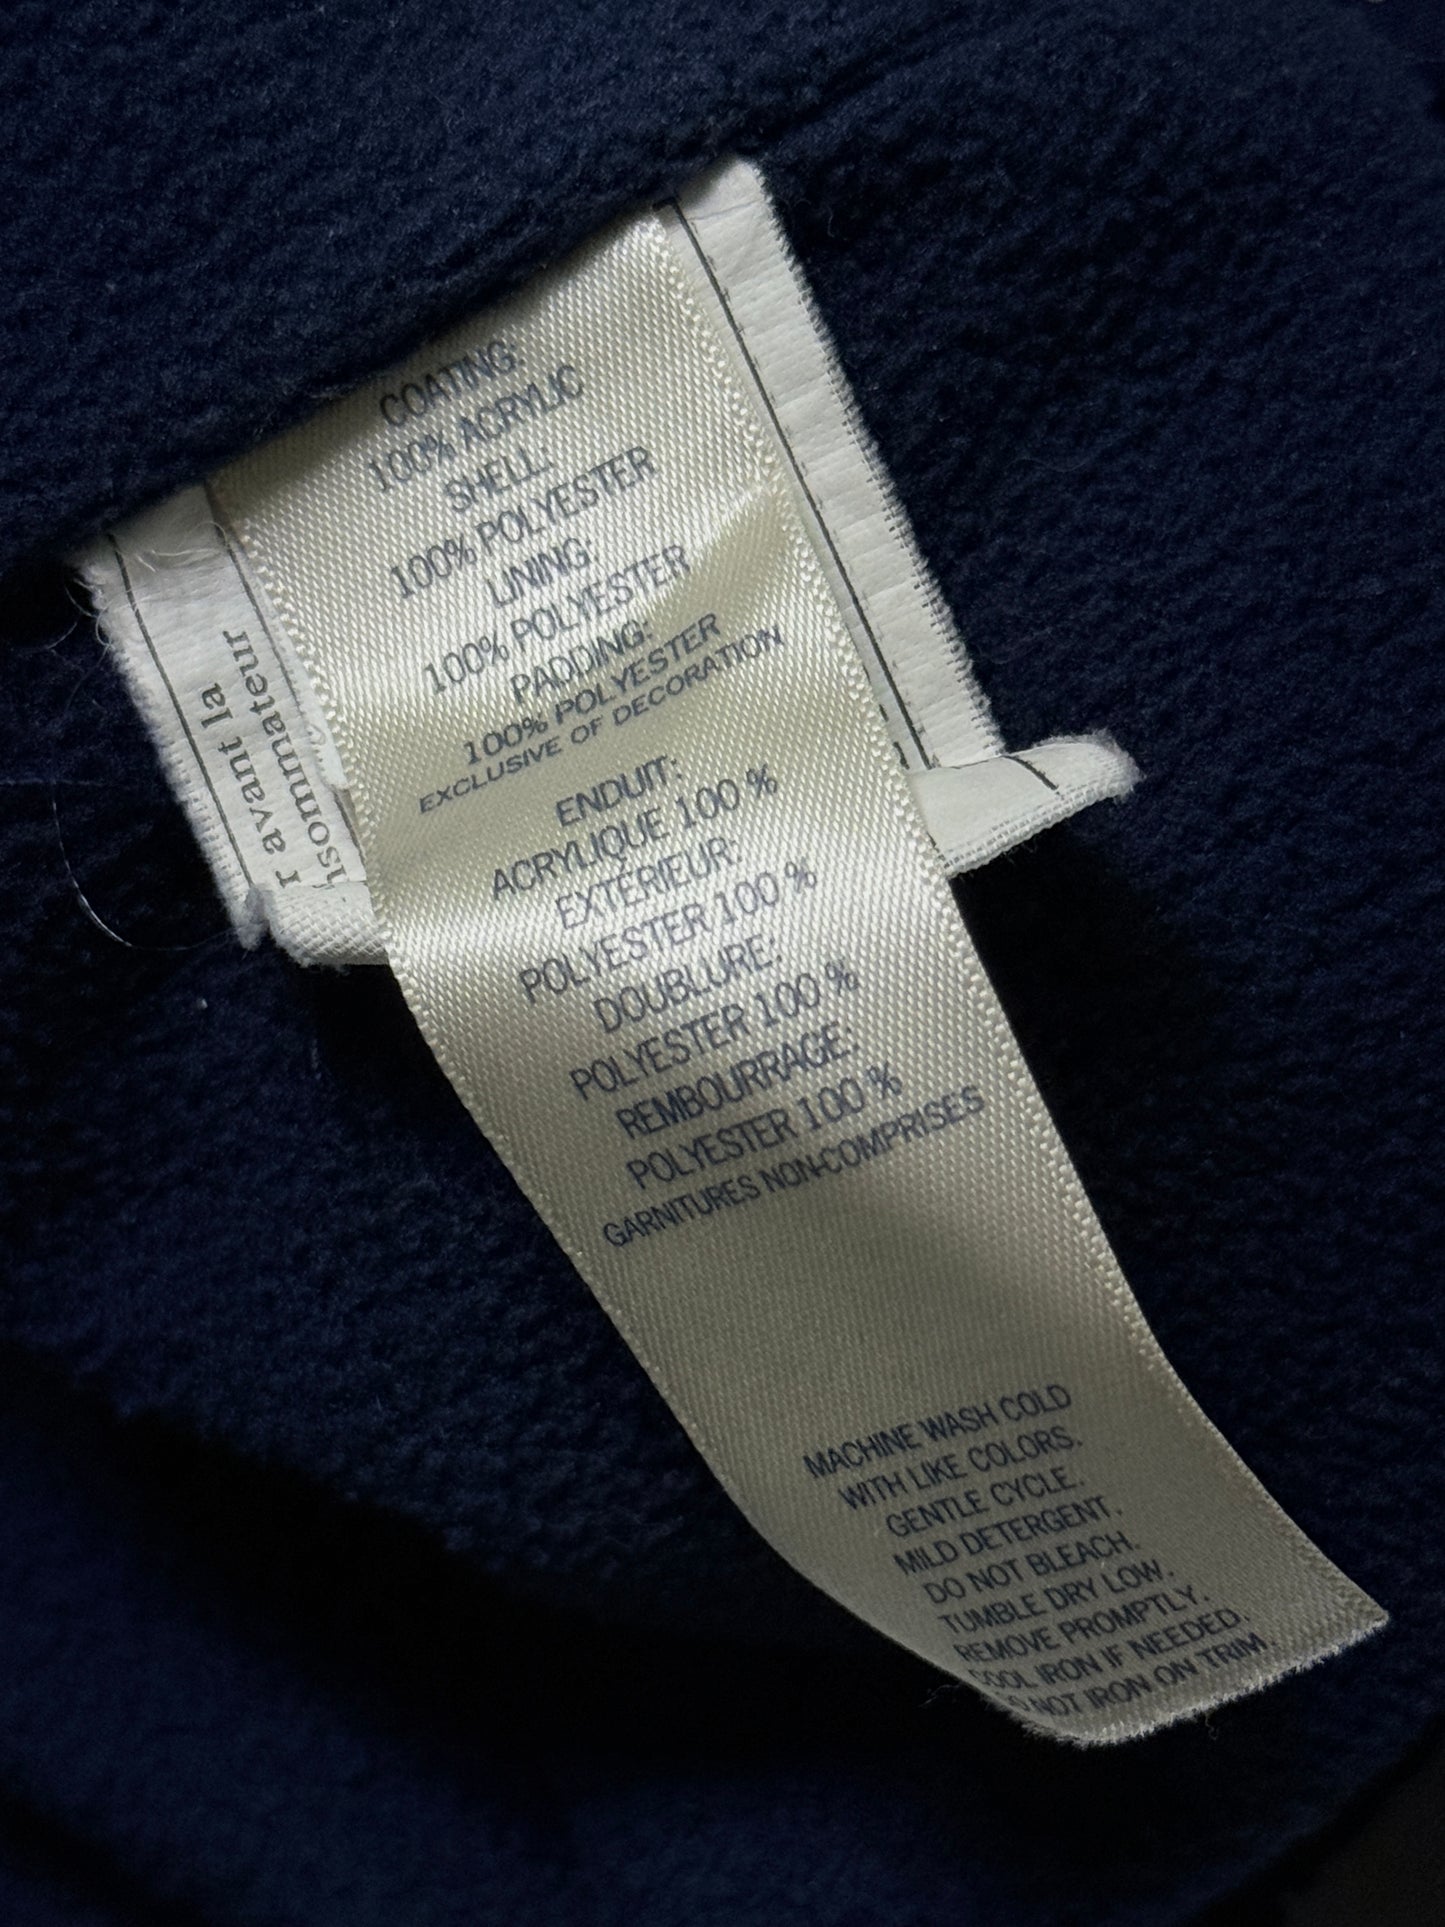 COATING:
100% ACRYLIC
SHELL:
100% POLYESTER
LINING:
100% POLYESTER
PADDING:
100% POLYESTER
EXCLUSIVE OF DECORATION
ENDUIT:
ACRYLIQUE 100 %
EXTÉRIEUR:
POLYESTER 100 %
DOUBLURE:
POLYESTER 100 %
REMBOURRAGE:
POLYESTER 100 %
GARNITURES NON-COMPRISES
MACHINE WASH COLD
WITH LIKE COLORS.
GENTLE CYCLE.
MILD DETERGENT.
DO NOT BLEACH.
TUMBLE DRY LOW.
REMOVE PROMPTLY.
COOL IRON IF NEEDED.
NOT IRON ON TRIM.
r avant la
nsommateur